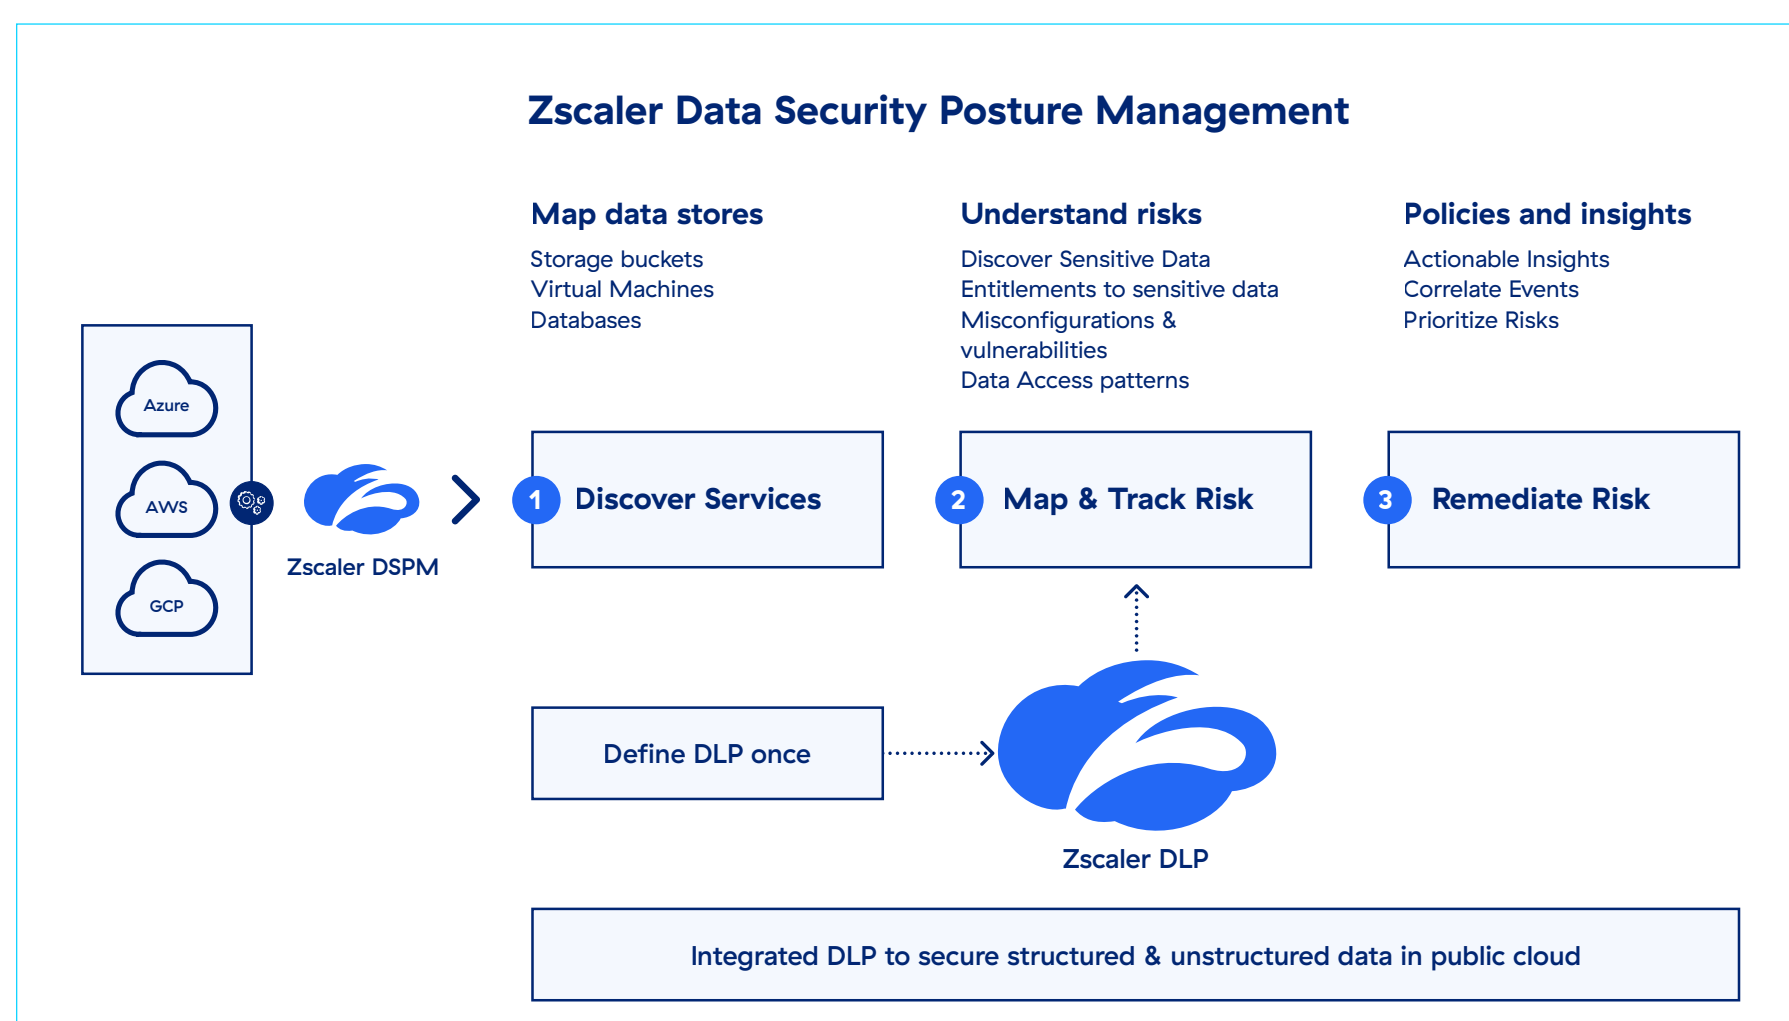 Zscaler Data Security Posture Management
Map data stores
Storage buckets
Virtual Machines
Databases
Understand risks
Discover Sensitive Data
Entitlements to sensitive data
Misconfigurations &
vulnerabilities
Data Access patterns
Policies and insights
Actionable Insights
Correlate Events
Prioritize Risks
Azure
AWS
GCP
Zscaler DSPM
1 Discover Services
2 Map & Track Risk
3 Remediate Risk
Define DLP once
Zscaler DLP
Integrated DLP to secure structured & unstructured data in public cloud